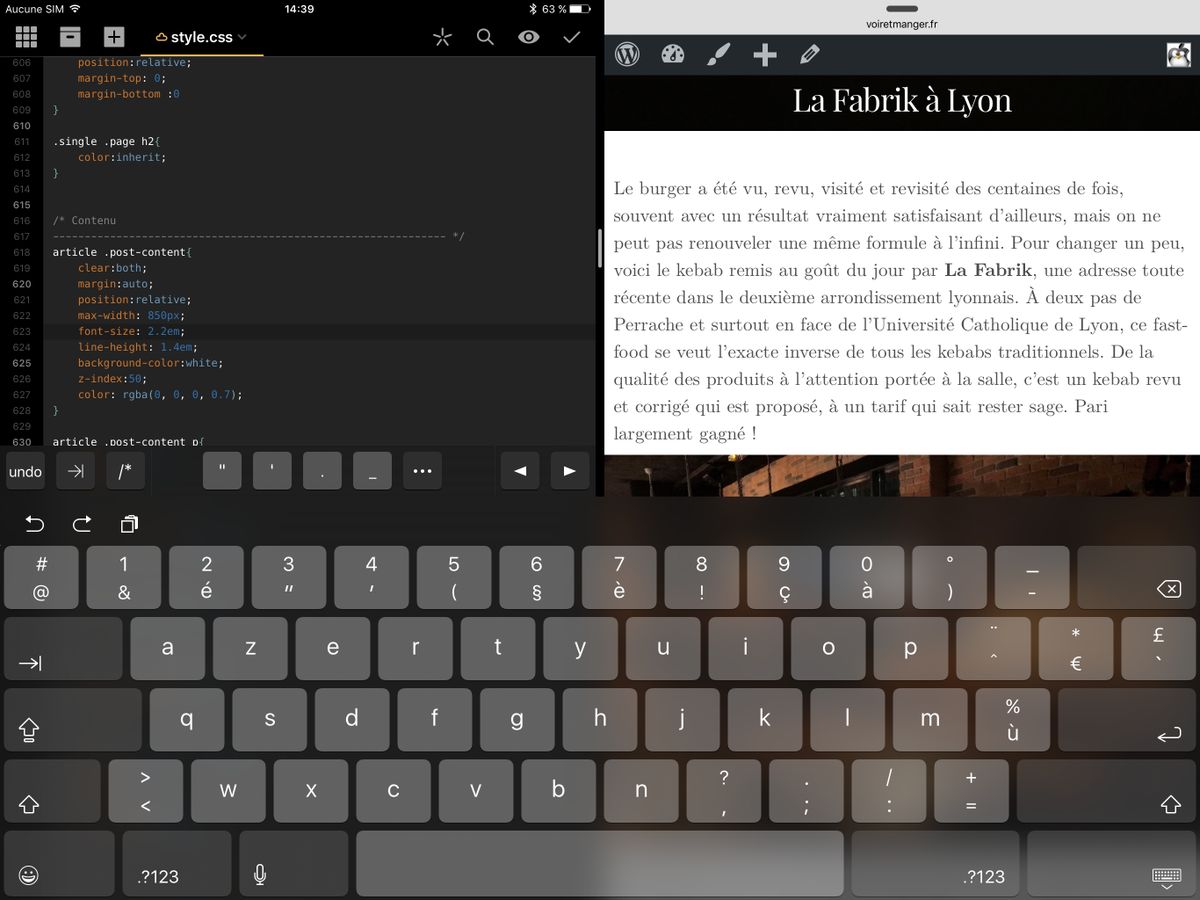 Aucune SIM
14:39
63 %
style.css
606 position:relative;
607 margin-top: 0;
608 margin-bottom :0
609 }
610
611 .single .page h2{
612 color:inherit;
613 }
614
615
616 /* Contenu
617 -------------------------------------------------------------- */
618 article .post-content{
619 clear:both;
620 margin:auto;
621 position:relative;
622 max-width: 850px;
623 font-size: 2.2em;
624 line-height: 1.4em;
625 background-color:white;
626 z-index:50;
627 color: rgba(0, 0, 0, 0.7);
628 }
629
630 article .post-content p{
undo /* " ' . _ •••
voiretmanger.fr
La Fabrik à Lyon
Le burger a été vu, revu, visité et revisité des centaines de fois,
souvent avec un résultat vraiment satisfaisant d'ailleurs, mais on ne
peut pas renouveler une même formule à l'infini. Pour changer un peu,
voici le kebab remis au goût du jour par La Fabrik, une adresse toute
récente dans le deuxième arrondissement lyonnais. À deux pas de
Perrache et surtout en face de l'Université Catholique de Lyon, ce fast-
food se veut l'exacte inverse de tous les kebabs traditionnels. De la
qualité des produits à l'attention portée à la salle, c'est un kebab revu
et corrigé qui est proposé, à un tarif qui sait rester sage. Pari
largement gagné !
# 1 2 3 4 5 6 7 8 9 0 ° _
@ & é " ' ( § è ! ç à ) -
a z e r t y u i o p ¨ ^ * € £ `
q s d f g h j k l m % ù
> < w x c v b n ? , . ; / : + =
.?123 .?123